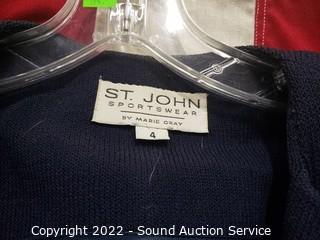 ST. JOHN
SPORTSWEAR
BY MARIE GRAY
4
Copyright 2022 - Sound Auction Service